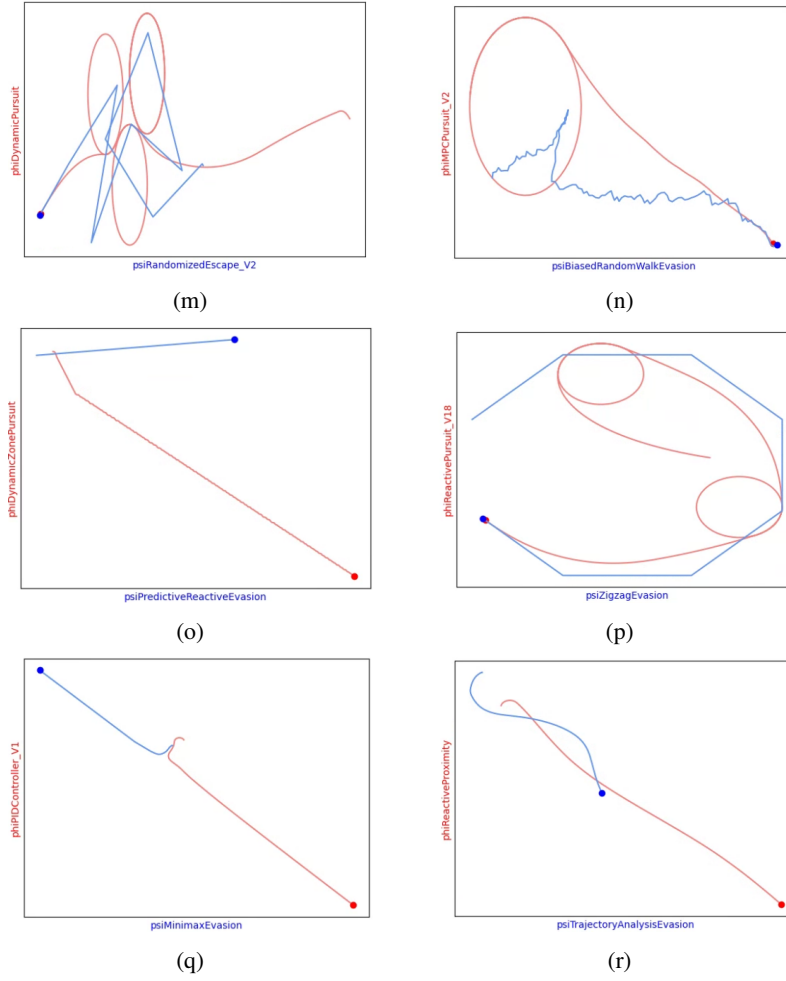 phiDynamicPursuit
psiRandomizedEscape_V2
(m)
phiMPCPursuit_V2
psiBiasedRandomWalkEvasion
(n)
phiDynamicZonePursuit
psiPredictiveReactiveEvasion
(o)
phiReactivePursuit_V18
psiZigzagEvasion
(p)
phiPIDController_V1
psiMinimaxEvasion
(q)
phiReactiveProximity
psiTrajectoryAnalysisEvasion
(r)